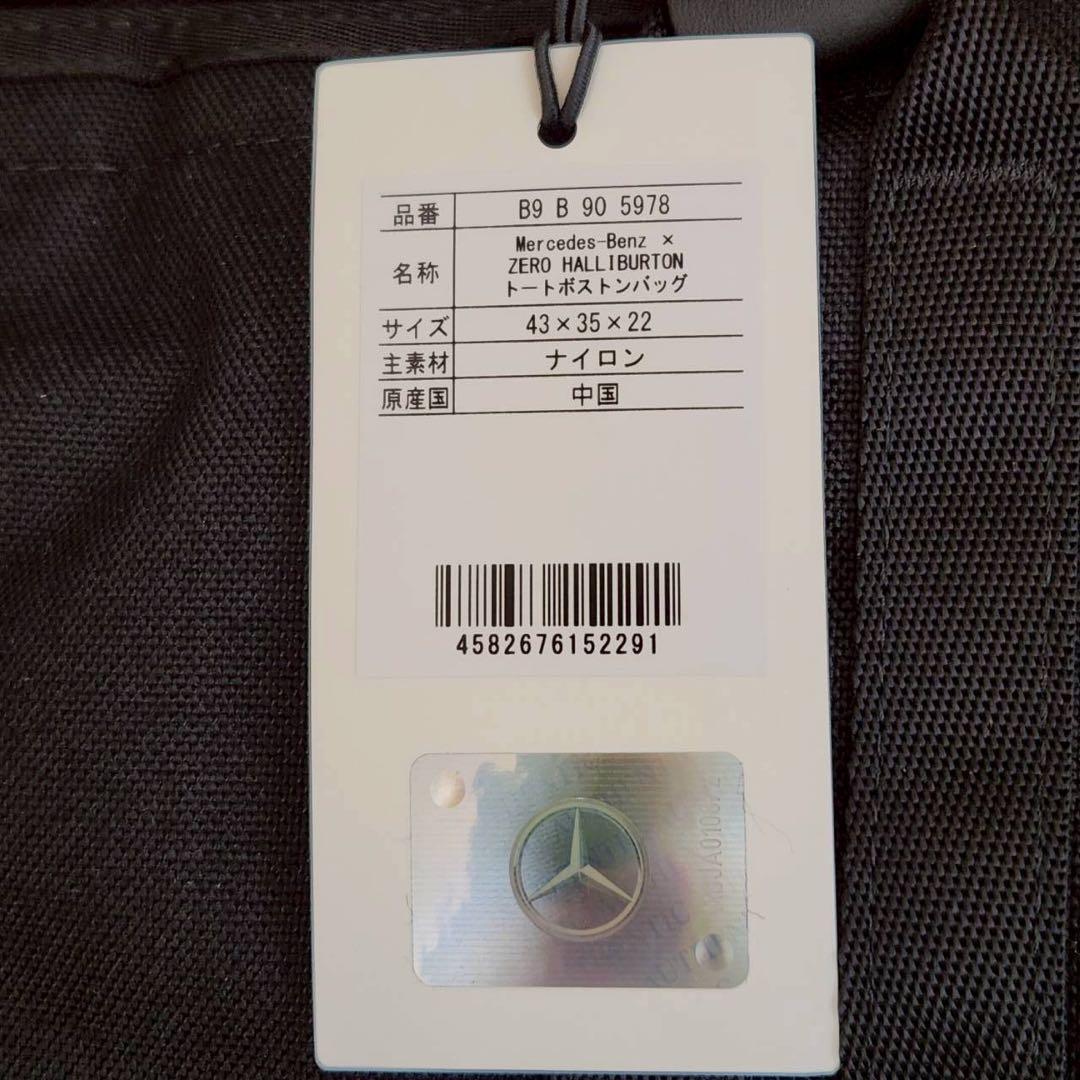 品番 B9 B 90 5978
名称 Mercedes-Benz ×
ZERO HALLIBURTON
トートボストンバッグ
サイズ 43×35×22
主素材 ナイロン
原産国 中国
4582676152291